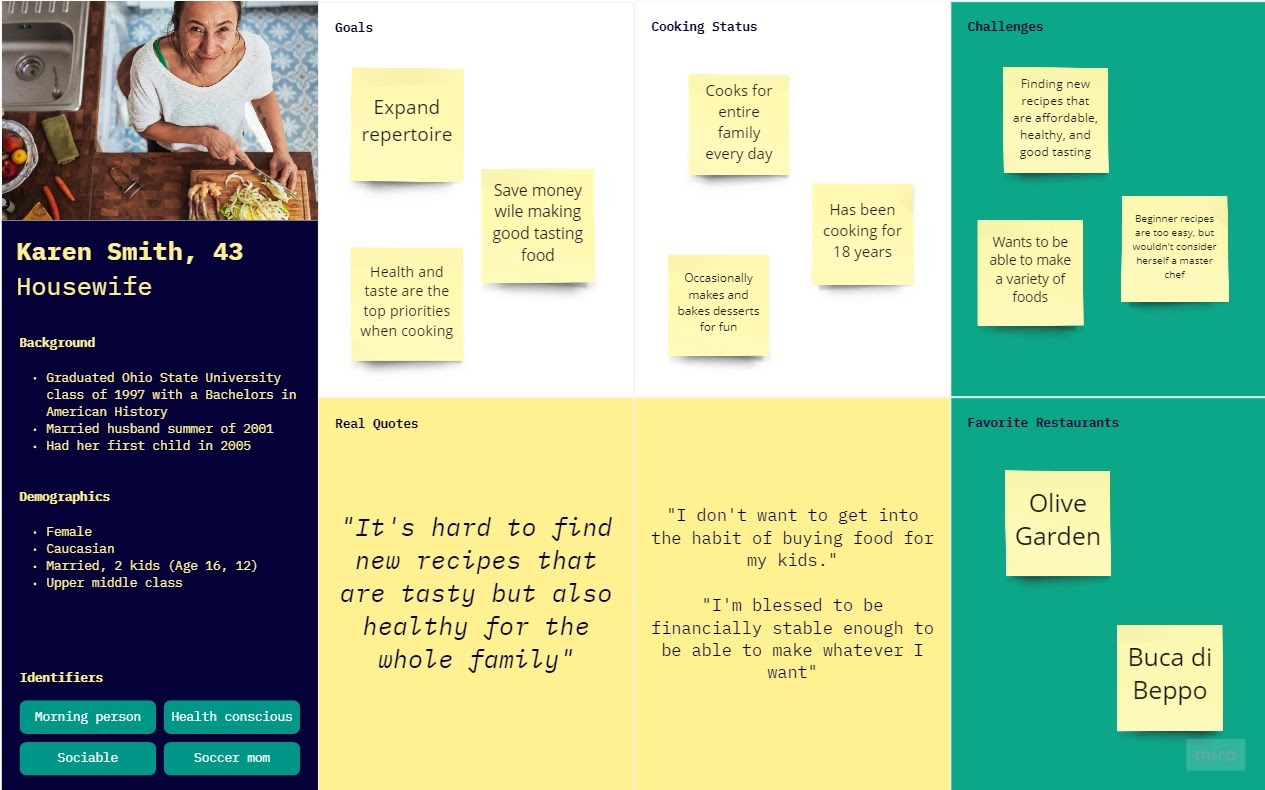 Karen Smith, 43
Housewife
Background
• Graduated Ohio State University
class of 1997 with a Bachelors in
American History
• Married husband summer of 2001
• Had her first child in 2005
Demographics
• Female
• Caucasian
• Married, 2 kids (Age 16, 12)
• Upper middle class
Identifiers
Morning person
Health conscious
Sociable
Soccer mom
Goals
Expand
repertoire
Save money
wile making
good tasting
food
Health and
taste are the
top priorities
when cooking
Cooking Status
Cooks for
entire
family
every day
Has been
cooking for
18 years
Occasionally
makes and
bakes desserts
for fun
Challenges
Finding new
recipes that
are affordable,
healthy, and
good tasting
Beginner recipes
are too easy, but
wouldn't consider
herself a master
chef
Wants to be
able to make
a variety of
foods
Real Quotes
"It's hard to find
new recipes that
are tasty but also
healthy for the
whole family"
"I don't want to get into
the habit of buying food for
my kids."
"I'm blessed to be
financially stable enough to
be able to make whatever I
want"
Favorite Restaurants
Olive
Garden
Buca di
Beppo
miro